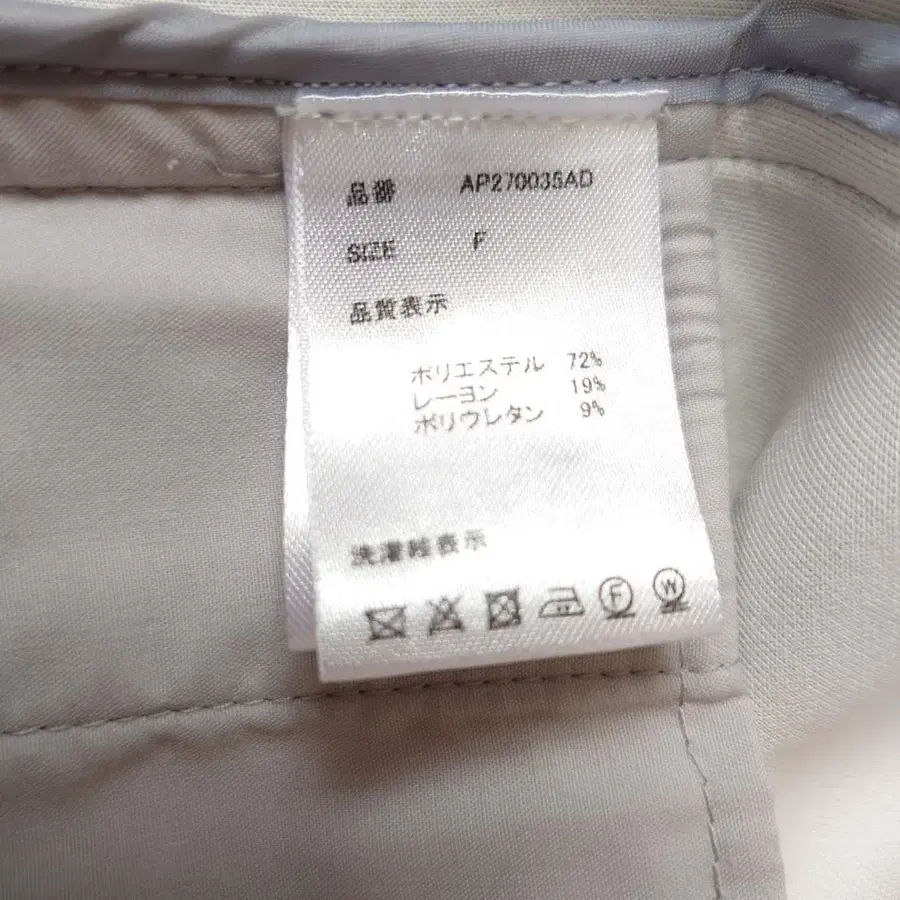 品番 AP270035AD
SIZE F
品質表示
ポリエステル 72%
レーヨン 19%
ポリウレタン 9%
洗濯絵表示
F W